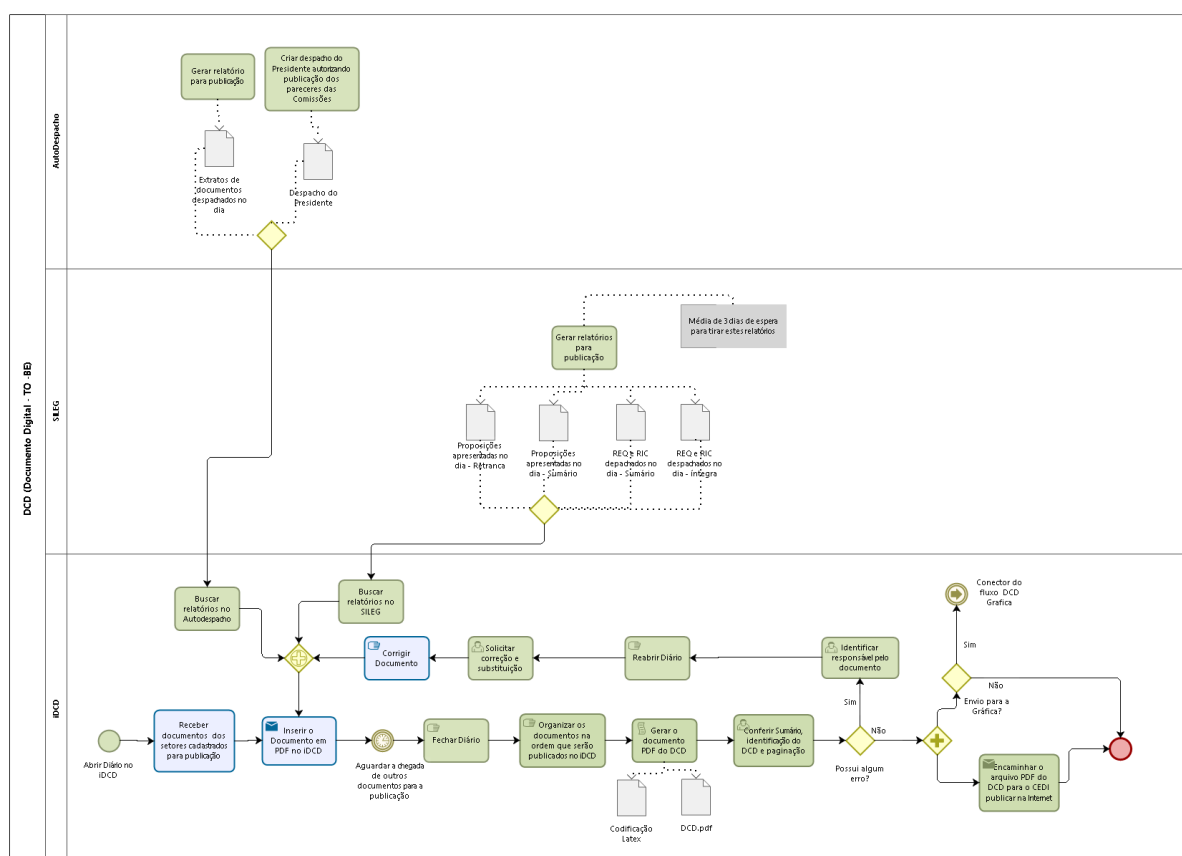 DCD (Documento Digital - TO -BE)
AutoDespacho
Gerar relatório
para publicação
Criar despacho do
Presidente autorizando
publicação dos
pareceres das
Comissões
Extratos de
documentos
despachados no
dia
Despacho do
Presidente
SILEG
Média de 3 dias de espera
para tirar estes relatórios
Gerar relatórios
para
publicação
Proposições
apresentadas no
dia - Retranca
Proposições
apresentadas no
dia - Sumário
REQ e RIC
depachados no
dia - Sumário
REQ e RIC
despachados no
dia - íntegra
iDCD
Buscar
relatórios no
Autodespacho
Buscar
relatórios no
SILEG
Corrigir
Documento
Solicitar
correção e
substituição
Reabrir Diário
Identificar
responsável pelo
documento
Conector do
fluxo DCD
Grafica
Sim
Não
Envio para a
Gráfica?
Abrir Diário no
iDCD
Receber
documentos dos
setores cadastrados
para publicação
Inserir o
Documento em
PDF no iDCD
Aguardar a chegada
de outros
documentos para a
publicação
Fechar Diário
Organizar os
documentos na
ordem que serão
publicados no iDCD
Gerar o
documento
PDF do DCD
Codificação
Latex
DCD.pdf
Conferir Sumário,
identificação do
DCD e paginação
Sim
Não
Possui algum
erro?
Encaminhar o
arquivo PDF do
DCD para o CEDI
publicar na Internet